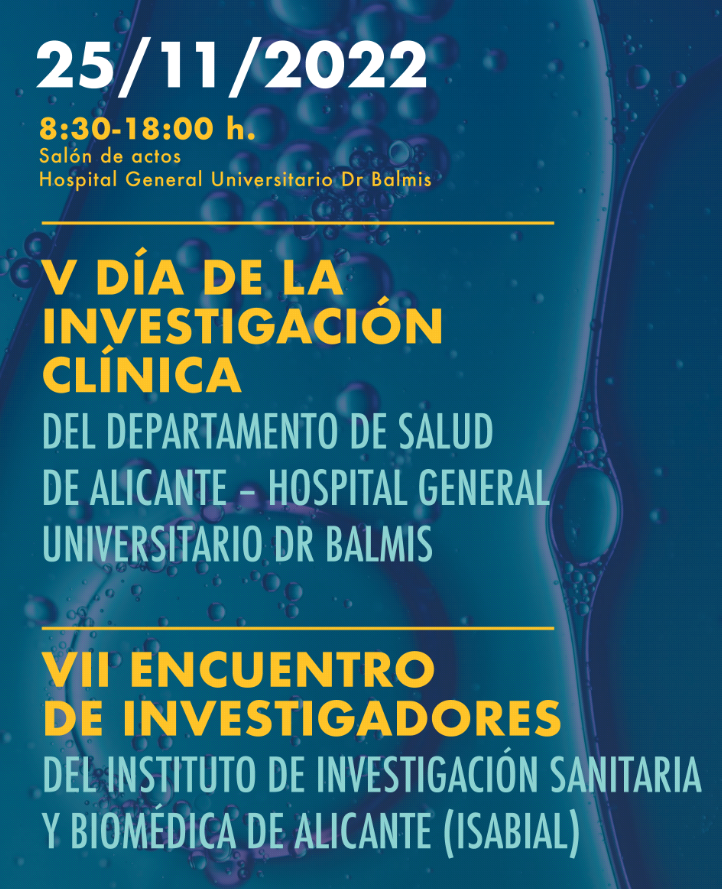 25/11/2022
8:30-18:00 h.
Salón de actos
Hospital General Universitario Dr Balmis
V DÍA DE LA
INVESTIGACIÓN
CLÍNICA
DEL DEPARTAMENTO DE SALUD
DE ALICANTE – HOSPITAL GENERAL
UNIVERSITARIO DR BALMIS
VII ENCUENTRO
DE INVESTIGADORES
DEL INSTITUTO DE INVESTIGACIÓN SANITARIA
Y BIOMÉDICA DE ALICANTE (ISABIAL)